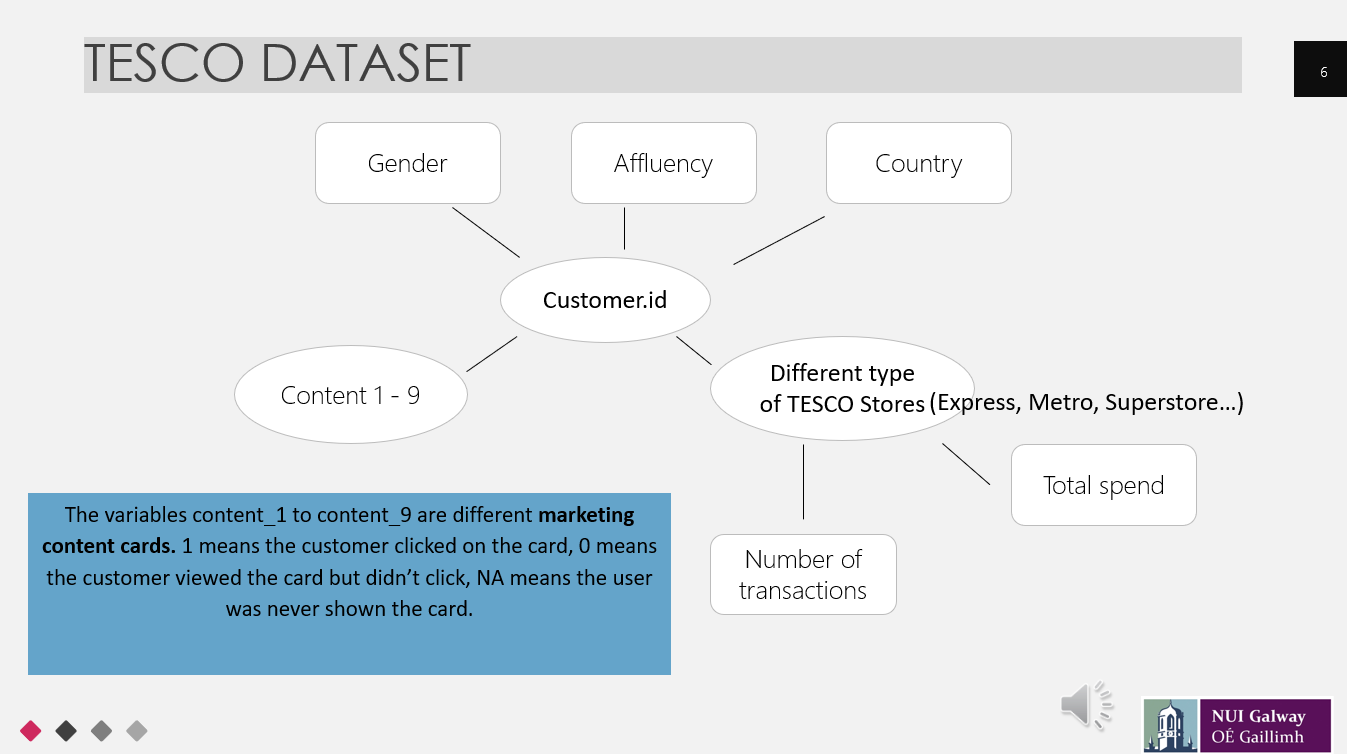 TESCO DATASET
6
Gender
Affluency
Country
Customer.id
Content 1 - 9
Different type
of TESCO Stores (Express, Metro, Superstore...)
Total spend
Number of
transactions
The variables content_1 to content_9 are different marketing
content cards. 1 means the customer clicked on the card, 0 means
the customer viewed the card but didn’t click, NA means the user
was never shown the card.
NUI Galway
OÉ Gaillimh